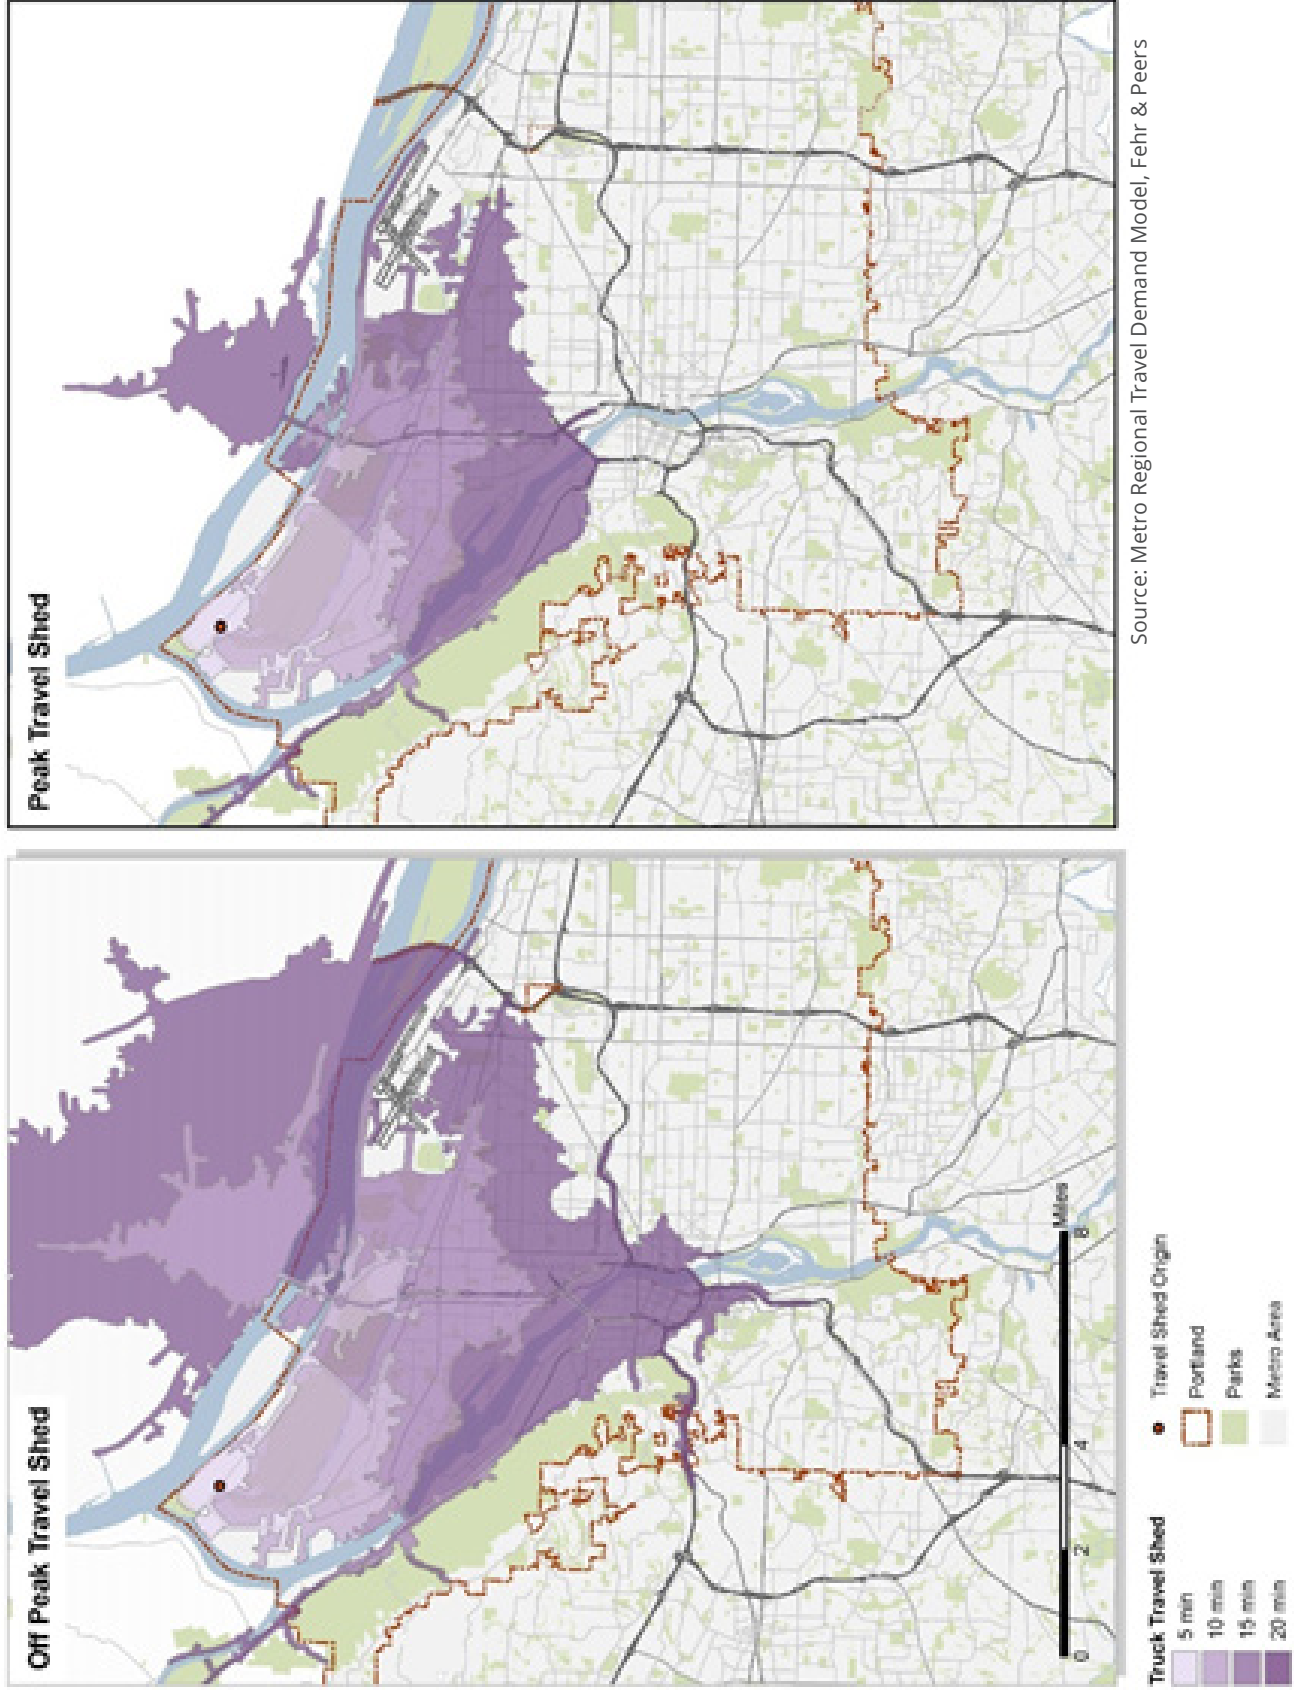 Off Peak Travel Shed
Peak Travel Shed
0 2 4 8
Miles
Truck Travel Shed
5 min
10 min
15 min
20 min
Travel Shed Origin
Portland
Parks
Metro Area
Source: Metro Regional Travel Demand Model, Fehr & Peers